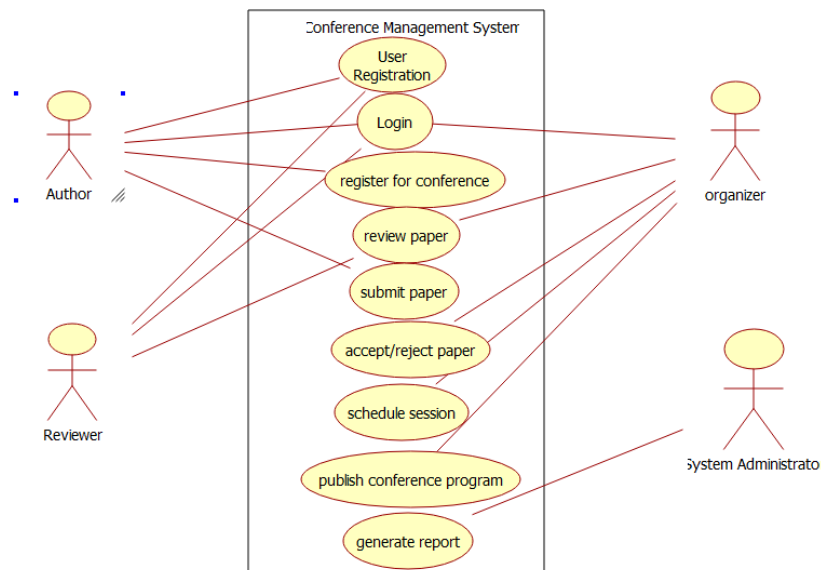 Conference Management System
User
Registration
Login
register for conference
review paper
submit paper
accept/reject paper
schedule session
publish conference program
generate report
Author
Reviewer
organizer
System Administrato